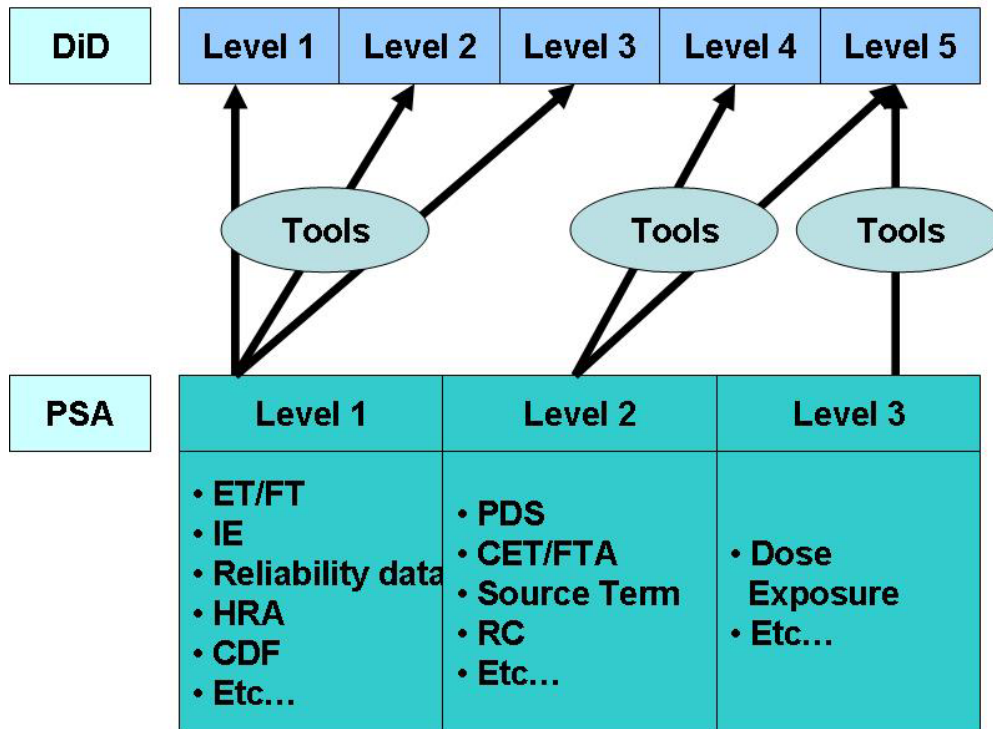 DiD
Level 1
Level 2
Level 3
Level 4
Level 5
Tools
Tools
Tools
PSA
Level 1
Level 2
Level 3
• ET/FT
• IE
• Reliability data
• HRA
• CDF
• Etc...
• PDS
• CET/FTA
• Source Term
• RC
• Etc...
• Dose
Exposure
• Etc...